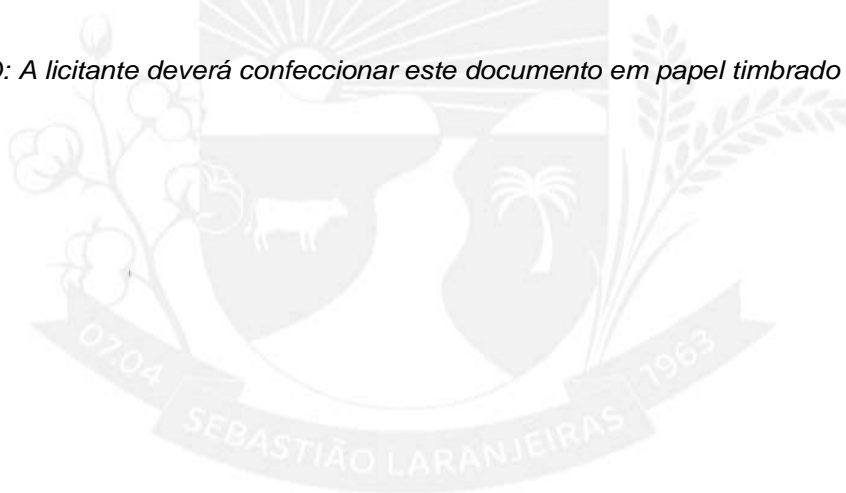 : A licitante deverá confeccionar este documento em papel timbrado
07.04
1963
SEBASTIÃO LARANJEIRAS